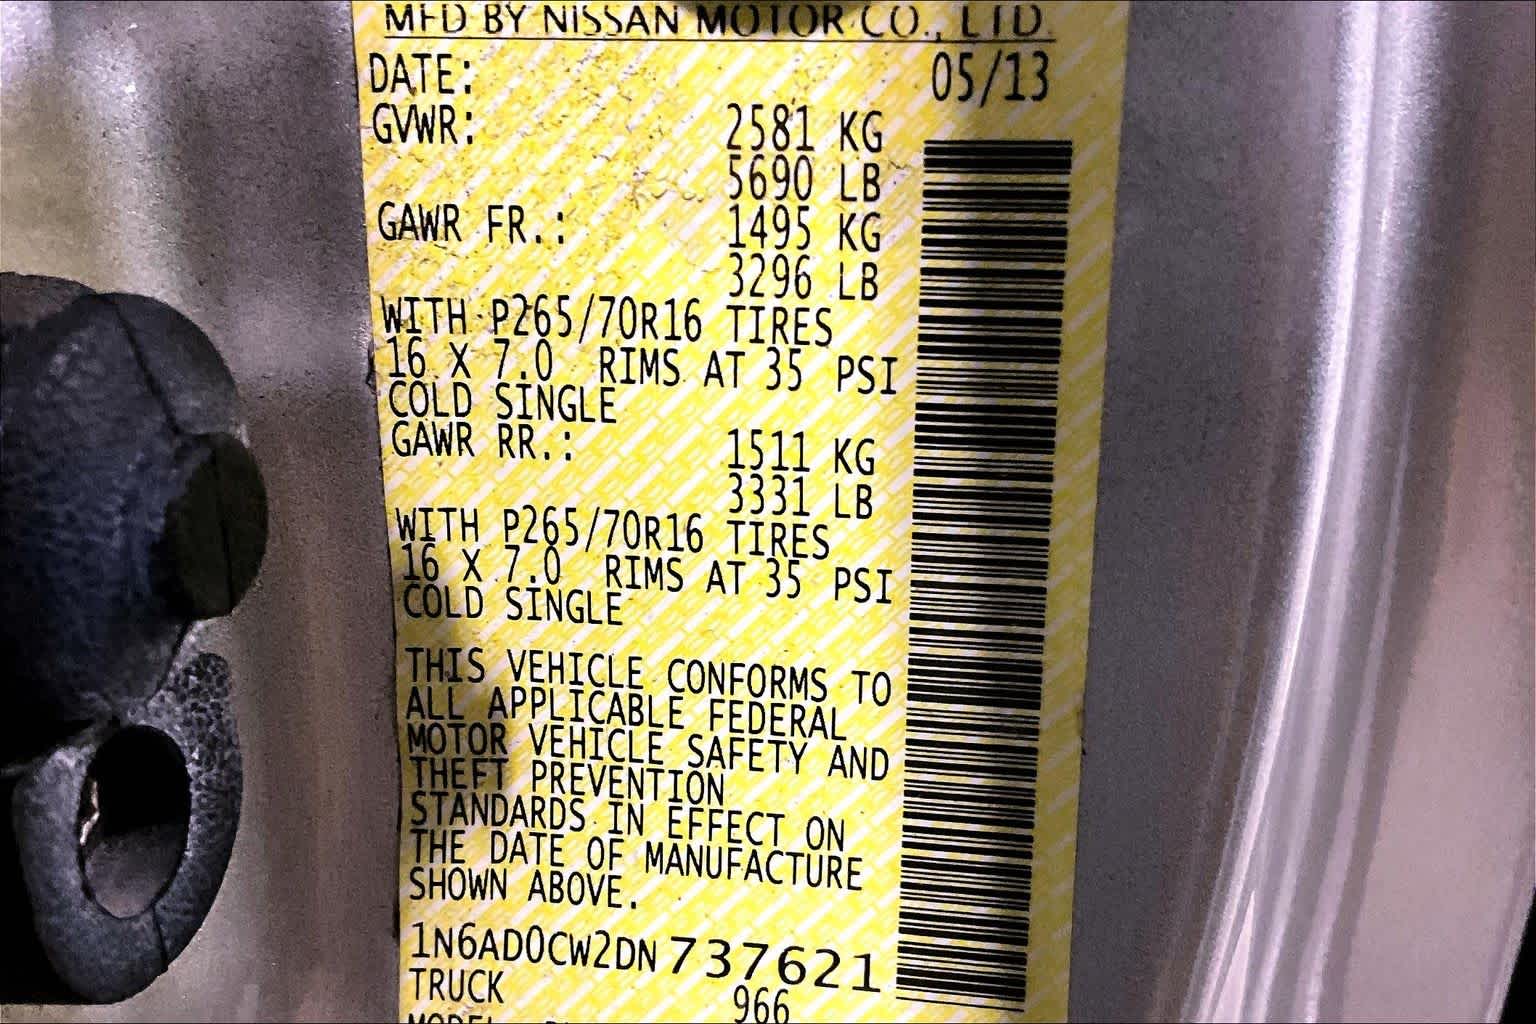 MFD BY NISSAN MOTOR CO., LTD.
DATE: 05/13
GVWR: 2581 KG
5690 LB
GAWR FR.: 1495 KG
3296 LB
WITH P265/70R16 TIRES
16 X 7.0 RIMS AT 35 PSI
COLD SINGLE
GAWR RR.: 1511 KG
3331 LB
WITH P265/70R16 TIRES
16 X 7.0 RIMS AT 35 PSI
COLD SINGLE
THIS VEHICLE CONFORMS TO
ALL APPLICABLE FEDERAL
MOTOR VEHICLE SAFETY AND
THEFT PREVENTION
STANDARDS IN EFFECT ON
THE DATE OF MANUFACTURE
SHOWN ABOVE.
1N6AD0CW2DN737621
TRUCK 966